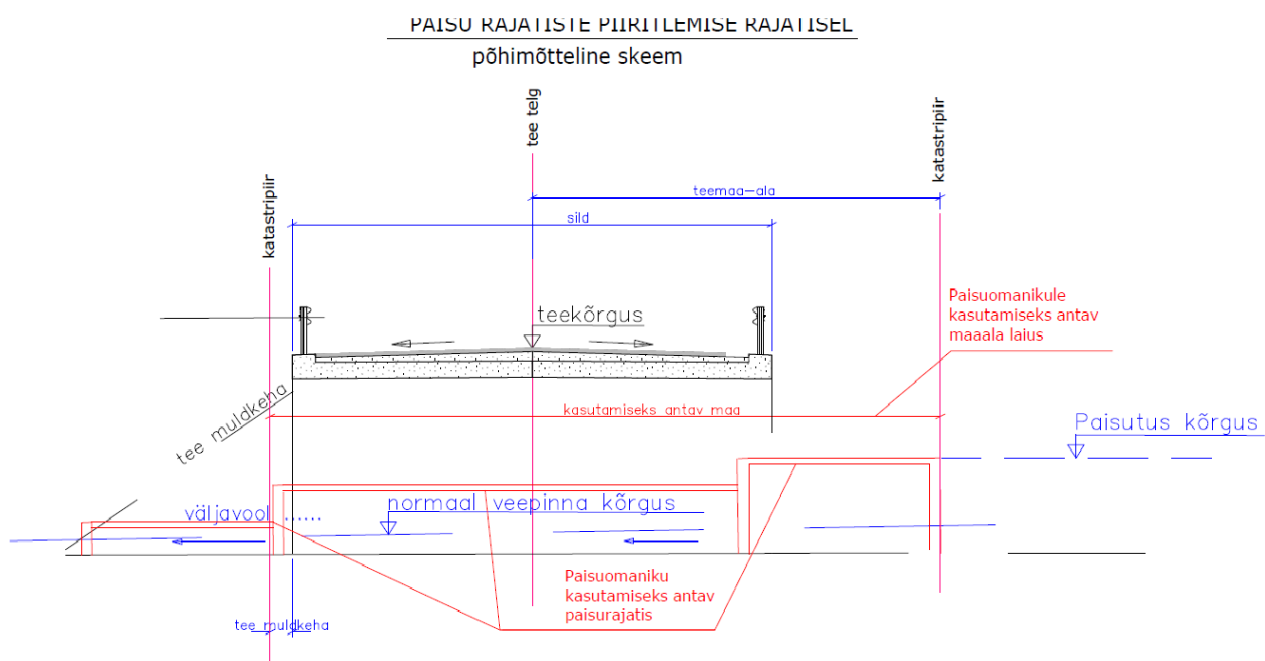 PAISU RAJATISTE PIIRITLEMISE RAJATISEL
põhimõtteline skeem
tee telg
katastripiir
katastripiir
teemaa-ala
sild
Paisuomanikule
kasutamiseks antav
maaala laius
teekõrgus
tee muldkeha
kasutamiseks antav maa
Paisutus kõrgus
väljavool ......
normaal veepinna kõrgus
Paisuomaniku
kasutamiseks antav
paisurajatis
tee muldkeha